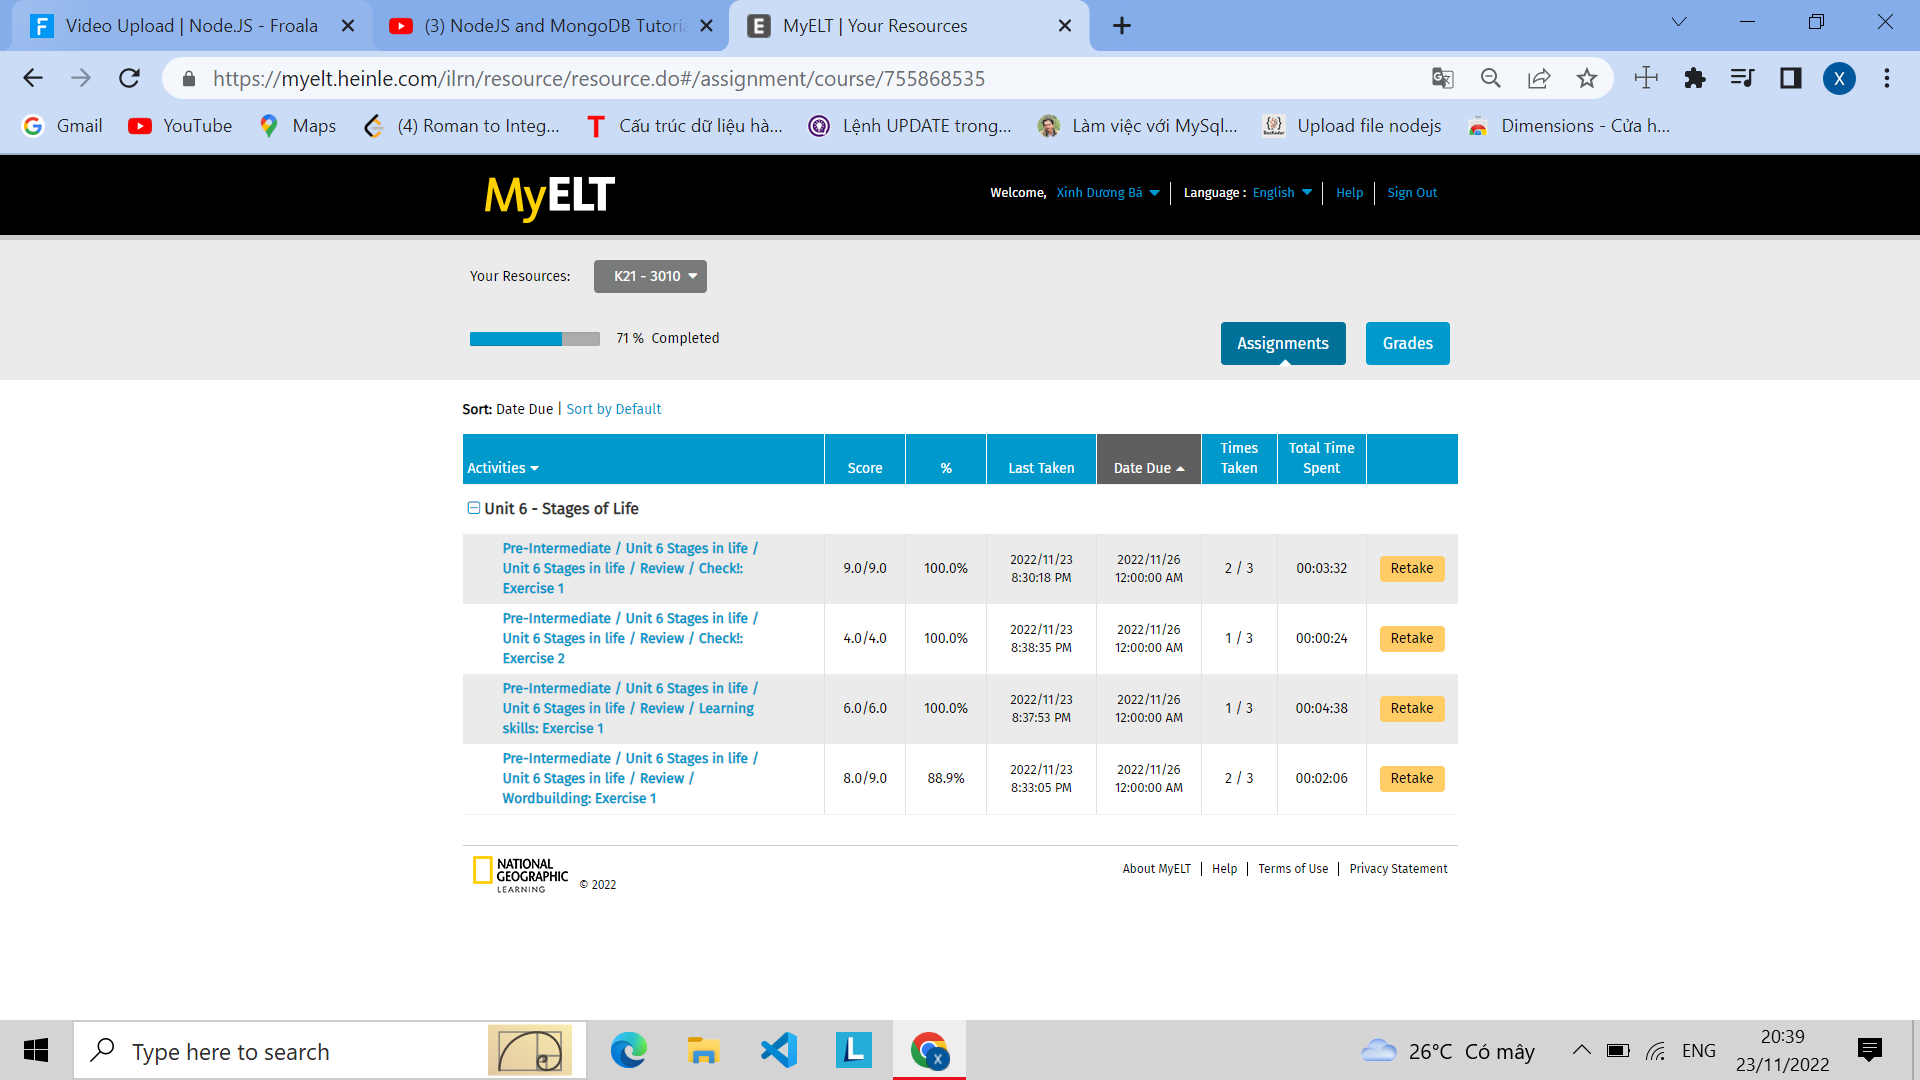 Video Upload | Node.JS - Froala
(3) NodeJS and MongoDB Tutoria
MyELT | Your Resources
https://myelt.heinle.com/ilrn/resource/resource.do#/assignment/course/755868535
X
Gmail
YouTube
Maps
(4) Roman to Integ...
Cấu trúc dữ liệu hà...
Lệnh UPDATE trong...
Làm việc với MySql...
Upload file nodejs
Dimensions - Cửa h...
MyELT
Welcome, Xinh Dương Bá
Language : English
Help
Sign Out
Your Resources: K21 - 3010
71 % Completed
Assignments
Grades
Sort: Date Due | Sort by Default
Activities
Score
%
Last Taken
Date Due
Times
Taken
Total Time
Spent
Unit 6 - Stages of Life
Pre-Intermediate / Unit 6 Stages in life /
Unit 6 Stages in life / Review / Check!:
Exercise 1
9.0/9.0
100.0%
2022/11/23
8:30:18 PM
2022/11/26
12:00:00 AM
2 / 3
00:03:32
Retake
Pre-Intermediate / Unit 6 Stages in life /
Unit 6 Stages in life / Review / Check!:
Exercise 2
4.0/4.0
100.0%
2022/11/23
8:38:35 PM
2022/11/26
12:00:00 AM
1 / 3
00:00:24
Retake
Pre-Intermediate / Unit 6 Stages in life /
Unit 6 Stages in life / Review / Learning
skills: Exercise 1
6.0/6.0
100.0%
2022/11/23
8:37:53 PM
2022/11/26
12:00:00 AM
1 / 3
00:04:38
Retake
Pre-Intermediate / Unit 6 Stages in life /
Unit 6 Stages in life / Review /
Wordbuilding: Exercise 1
8.0/9.0
88.9%
2022/11/23
8:33:05 PM
2022/11/26
12:00:00 AM
2 / 3
00:02:06
Retake
NATIONAL
GEOGRAPHIC
LEARNING
© 2022
About MyELT
Help
Terms of Use
Privacy Statement
Type here to search
26°C Có mây
ENG
20:39
23/11/2022